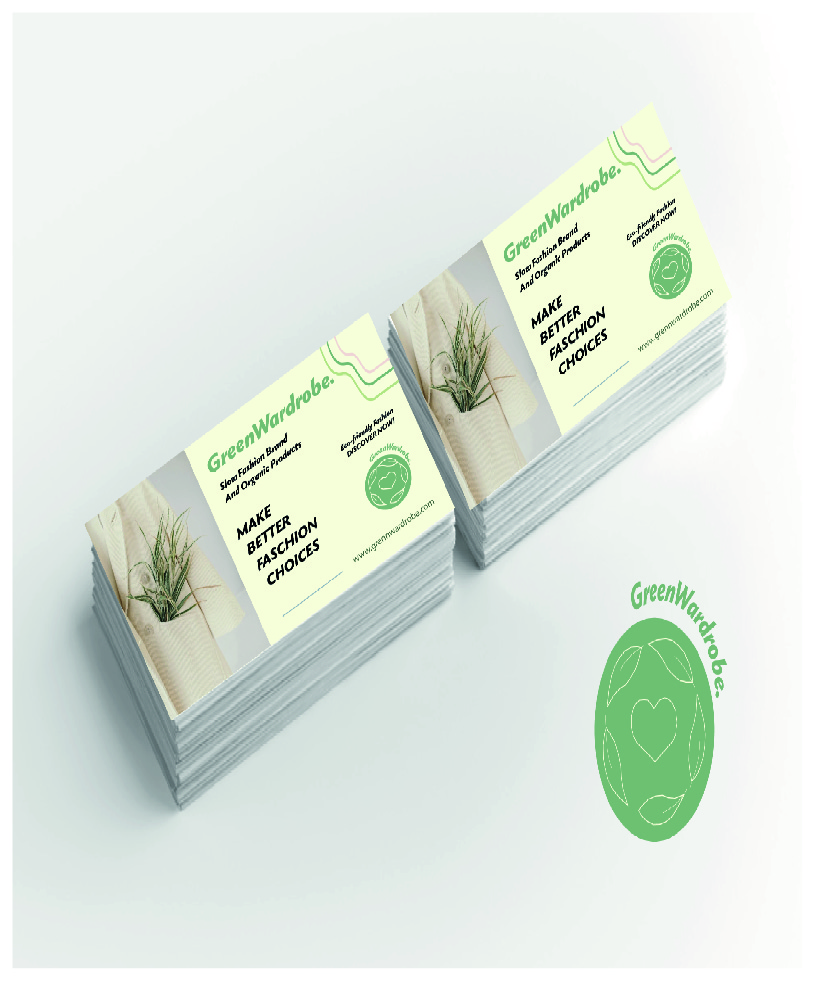 GreenWardrobe.
Slow Fashion Brand
And Organic Products
MAKE
BETTER
FASCHION
CHOICES
Eco-friendly Fashion
DISCOVER NOW!
GreenWardrobe.
www.grennwardrobe.com
GreenWardrobe.
Slow Fashion Brand
And Organic Products
MAKE
BETTER
FASCHION
CHOICES
Eco-friendly Fashion
DISCOVER NOW!
GreenWardrobe.
www.grennwardrobe.com
GreenWardrobe.